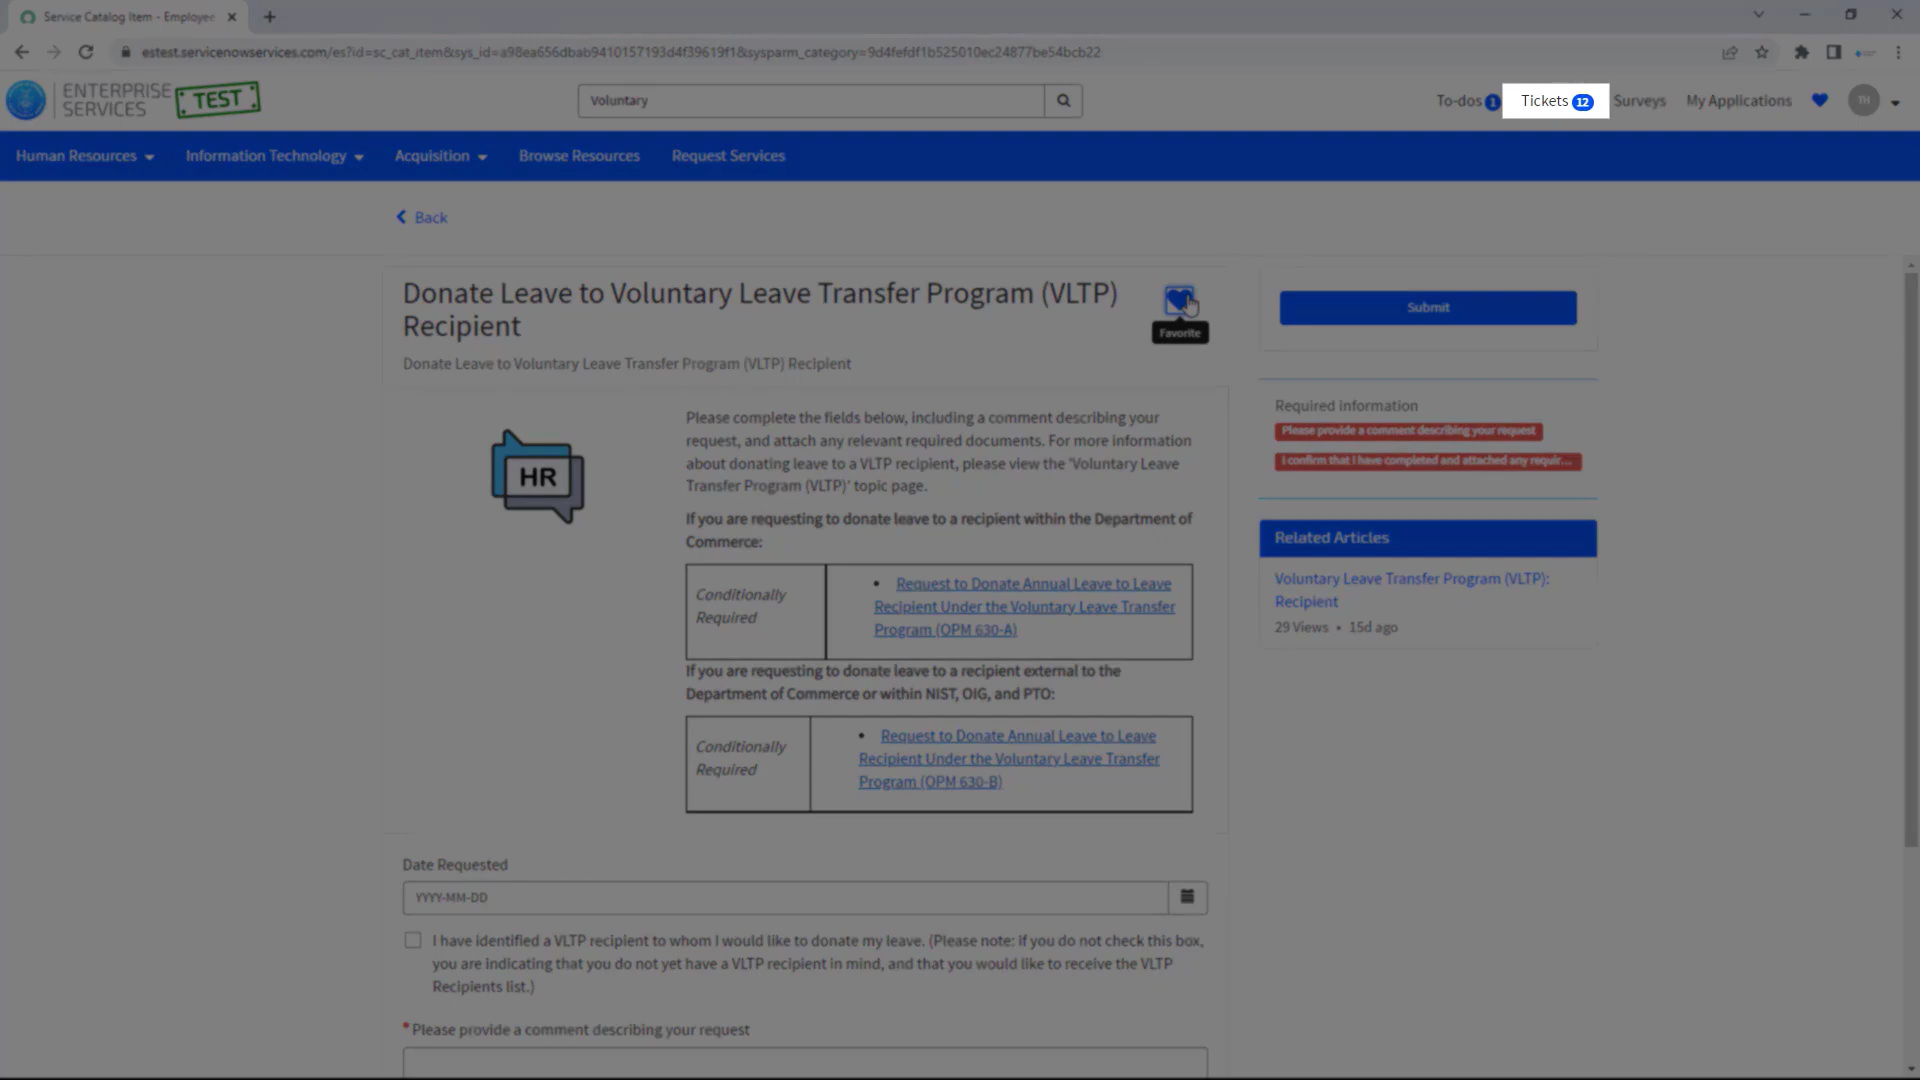 Service Catalog Item - Employee
estest.servicenowservices.com/es?id=sc_cat_item&sys_id=a98ea656dbab9410157193d4f39619f1&sysparm_category=9d4fefdf1b525010ec24877be54bcb22
ENTERPRISE
SERVICES
TEST
Voluntary
To-dos 1
Tickets 12
Surveys
My Applications
TH
Human Resources
Information Technology
Acquisition
Browse Resources
Request Services
Back
Donate Leave to Voluntary Leave Transfer Program (VLTP)
Recipient
Favorite
Donate Leave to Voluntary Leave Transfer Program (VLTP) Recipient
HR
Please complete the fields below, including a comment describing your
request, and attach any relevant required documents. For more information
about donating leave to a VLTP recipient, please view the 'Voluntary Leave
Transfer Program (VLTP)' topic page.
If you are requesting to donate leave to a recipient within the Department of
Commerce:
Conditionally
Required
• Request to Donate Annual Leave to Leave
Recipient Under the Voluntary Leave Transfer
Program (OPM 630-A)
If you are requesting to donate leave to a recipient external to the
Department of Commerce or within NIST, OIG, and PTO:
Conditionally
Required
• Request to Donate Annual Leave to Leave
Recipient Under the Voluntary Leave Transfer
Program (OPM 630-B)
Date Requested
YYYY-MM-DD
I have identified a VLTP recipient to whom I would like to donate my leave. (Please note: if you do not check this box,
you are indicating that you do not yet have a VLTP recipient in mind, and that you would like to receive the VLTP
Recipients list.)
*Please provide a comment describing your request
Submit
Required information
Please provide a comment describing your request
I confirm that I have completed and attached any requir...
Related Articles
Voluntary Leave Transfer Program (VLTP):
Recipient
29 Views • 15d ago